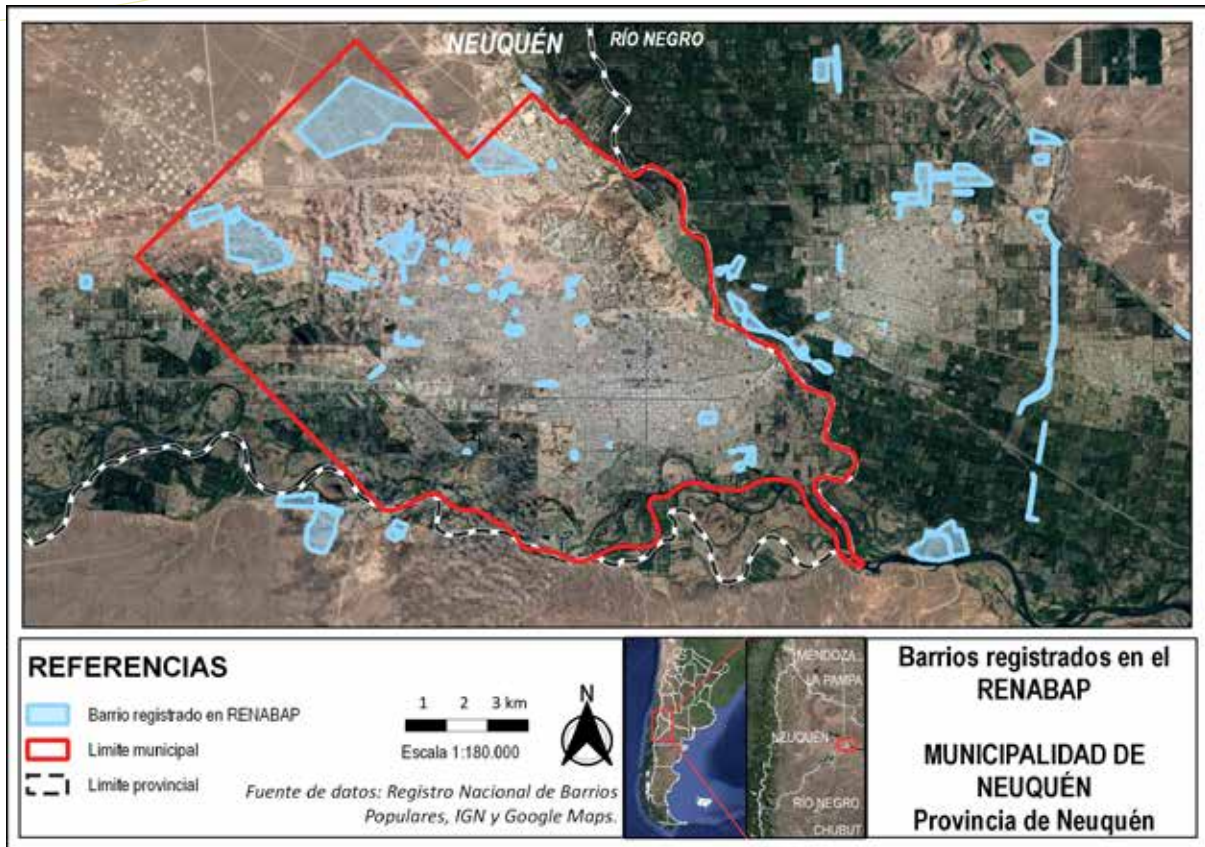 NEUQUÉN
RÍO NEGRO
REFERENCIAS
Barrio registrado en RENABAP
Limite municipal
Limite provincial
1 2 3 km
Escala 1:180.000
N
Fuente de datos: Registro Nacional de Barrios
Populares, IGN y Google Maps.
MENDOZA
LA PAMPA
NEUQUÉN
RÍO NEGRO
CHUBUT
Barrios registrados en el
RENABAP
MUNICIPALIDAD DE
NEUQUÉN
Provincia de Neuquén